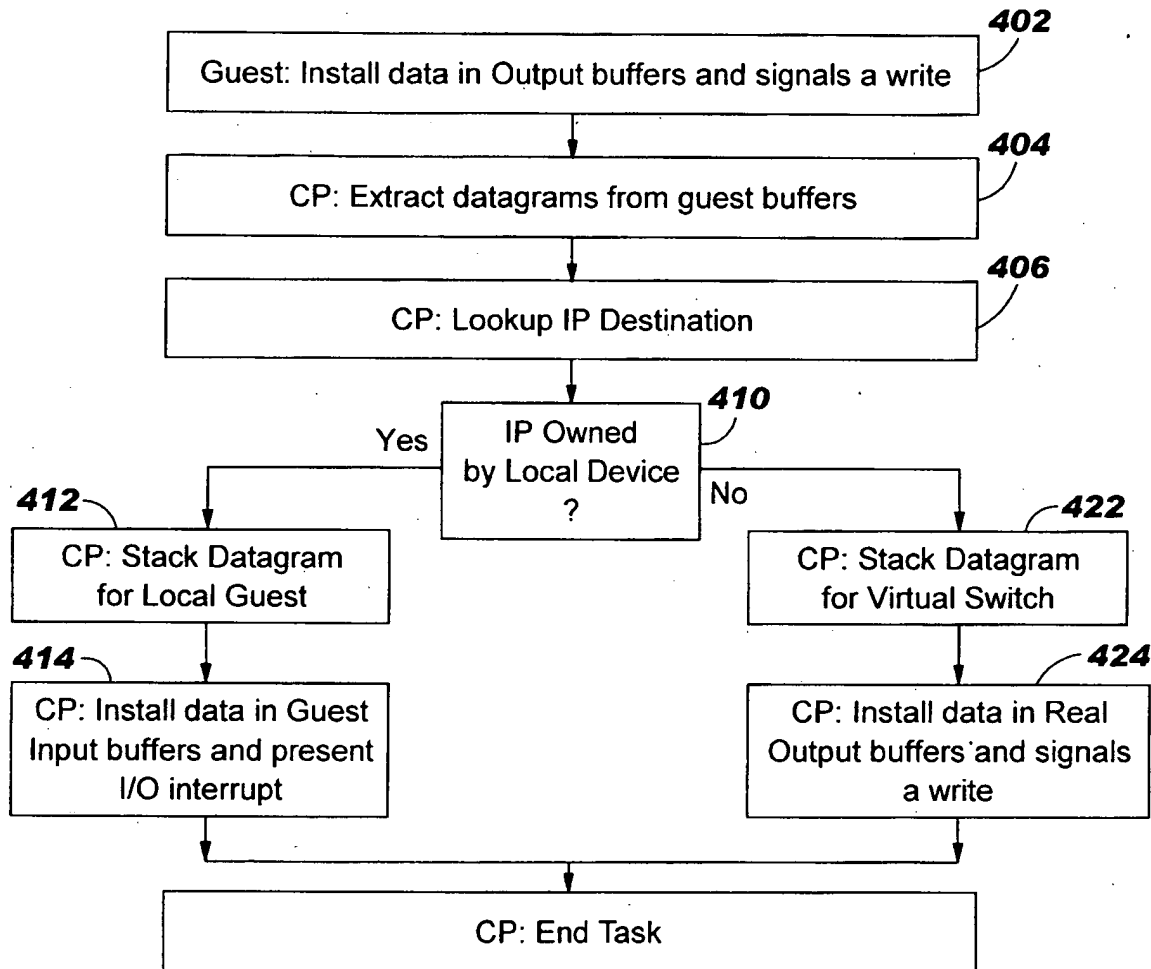 402
Guest: Install data in Output buffers and signals a write
404
CP: Extract datagrams from guest buffers
406
CP: Lookup IP Destination
410
IP Owned
by Local Device
?
Yes
No
412
CP: Stack Datagram
for Local Guest
422
CP: Stack Datagram
for Virtual Switch
414
CP: Install data in Guest
Input buffers and present
I/O interrupt
424
CP: Install data in Real
Output buffers and signals
a write
CP: End Task